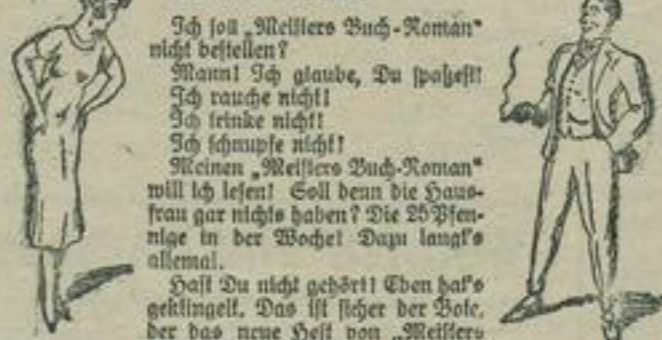 Ich soll „Meisters Buch-Roman“
nicht bestellen?
Mann! Ich glaube, Du spaßest!
Ich rauche nicht!
Ich trinke nicht!
Ich schnupfe nicht!
Meinen „Meisters Buch-Roman“
will ich lesen! Soll denn die Haus-
frau gar nichts haben? Die 25 Pfen-
nige in der Woche! Dazu langt's
allemal.
Hast Du nicht gehört! Eben hat's
geklingelt. Das ist sicher der Bote,
der das neue Heft von „Meisters